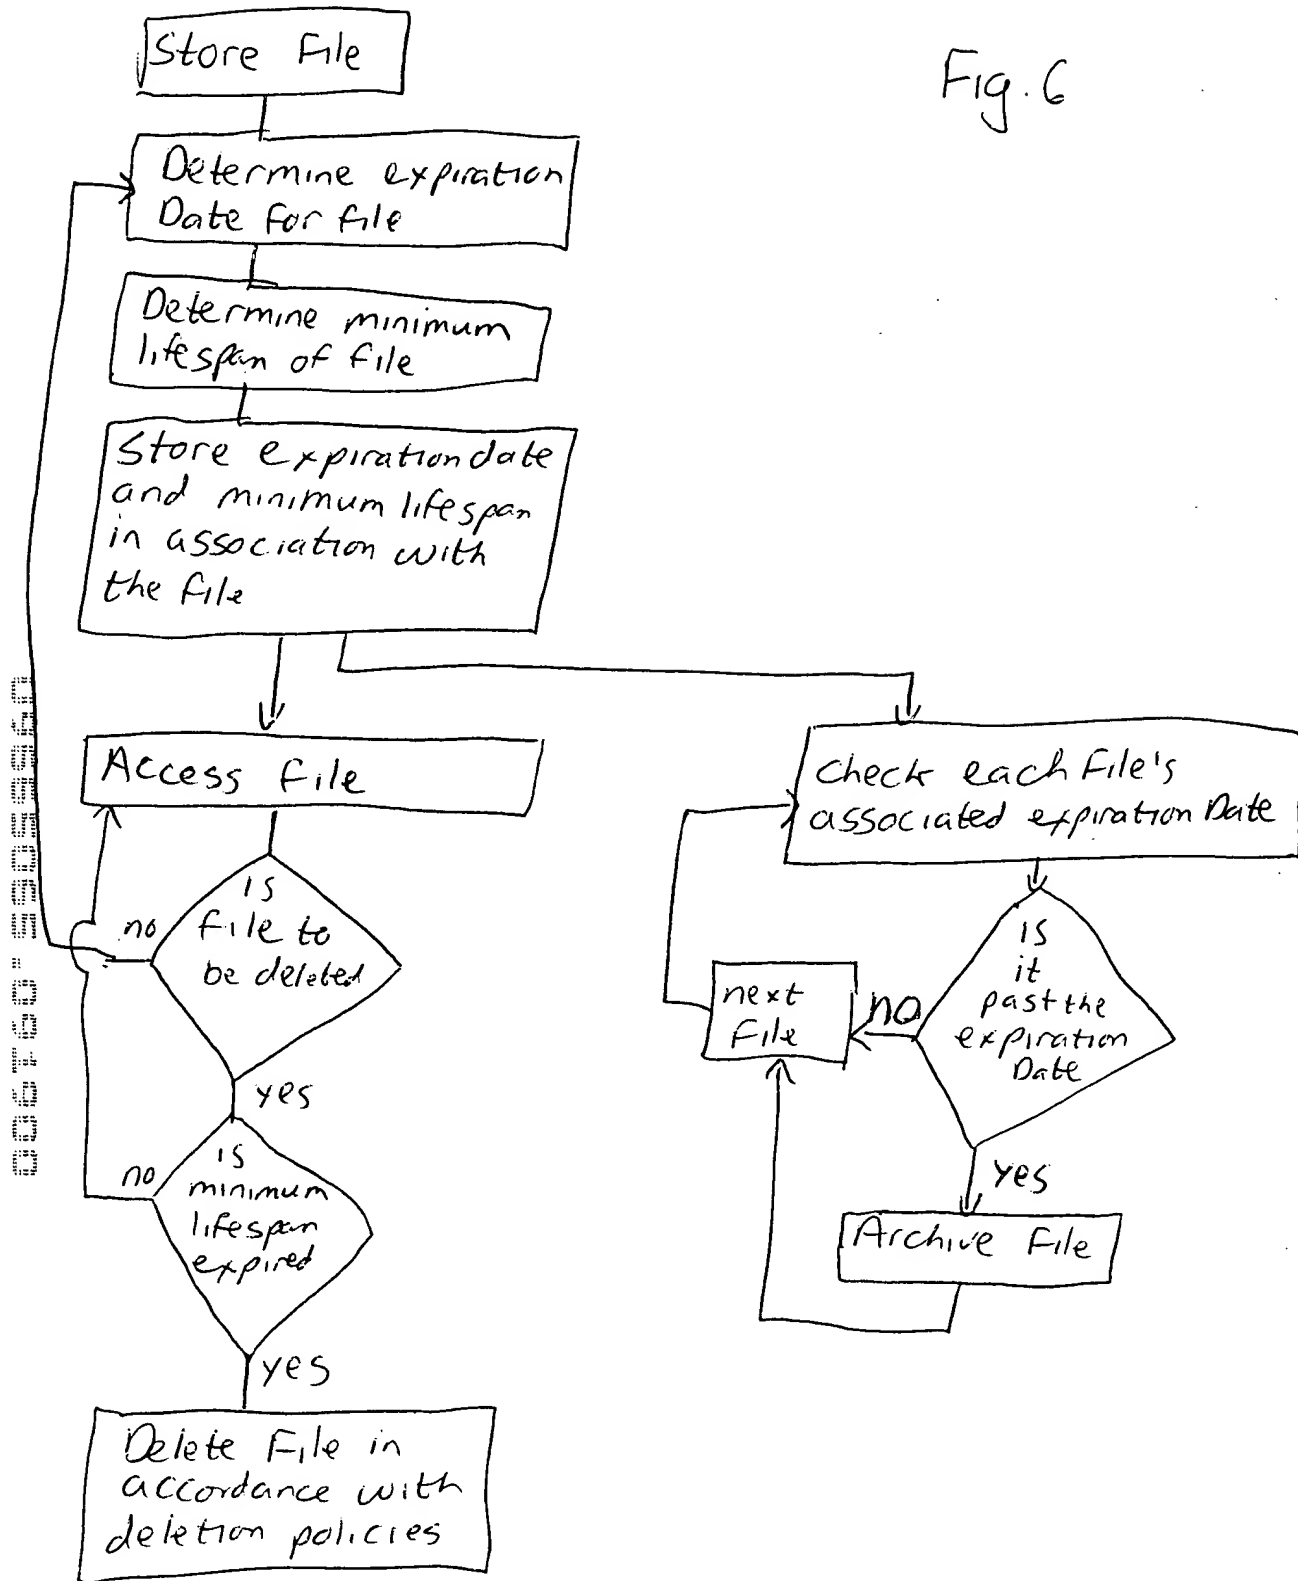 Fig. 6
Store File
Determine expiration
Date for file
Determine minimum
lifespan of file
Store expiration date
and minimum lifespan
in association with
the file
Access File
is
file to
be deleted
no
yes
is
minimum
lifespan
expired
no
yes
Delete File in
accordance with
deletion policies
check each file's
associated expiration Date
is
it
past the
expiration
Date
no
next
file
yes
Archive File